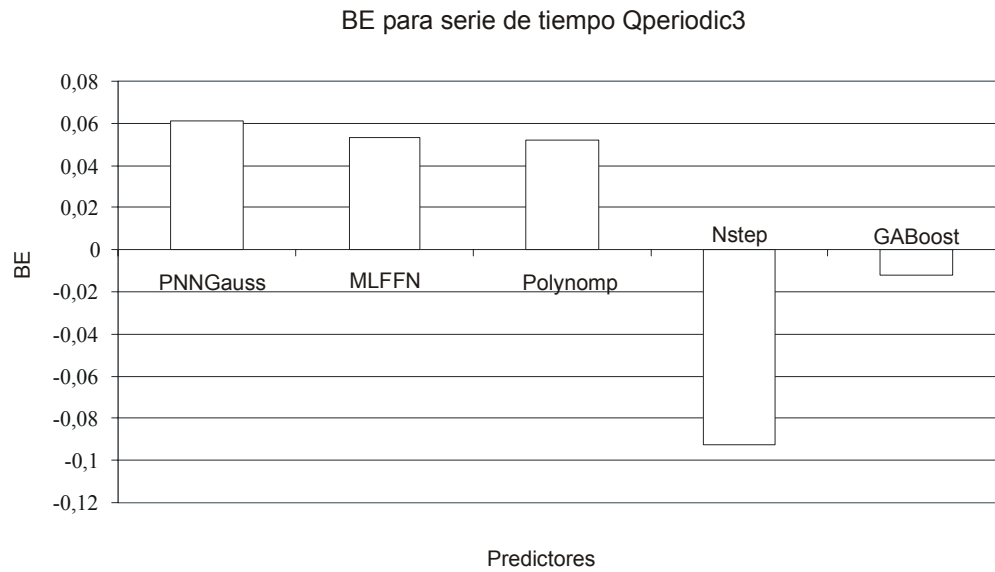 BE para serie de tiempo Qperiodic3
0,08
0,06
0,04
0,02
0
-0,02
-0,04
-0,06
-0,08
-0,1
-0,12
BE
PNNGauss
MLFFN
Polynomp
Nstep
GABoost
Predictores